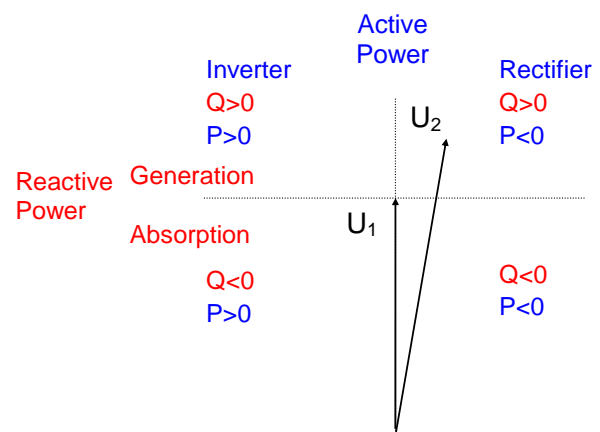 Active
Power
Inverter
Q>0
P>0
Rectifier
Q>0
P<0
U₂
Reactive
Power
Generation
Absorption
U₁
Q<0
P>0
Q<0
P<0